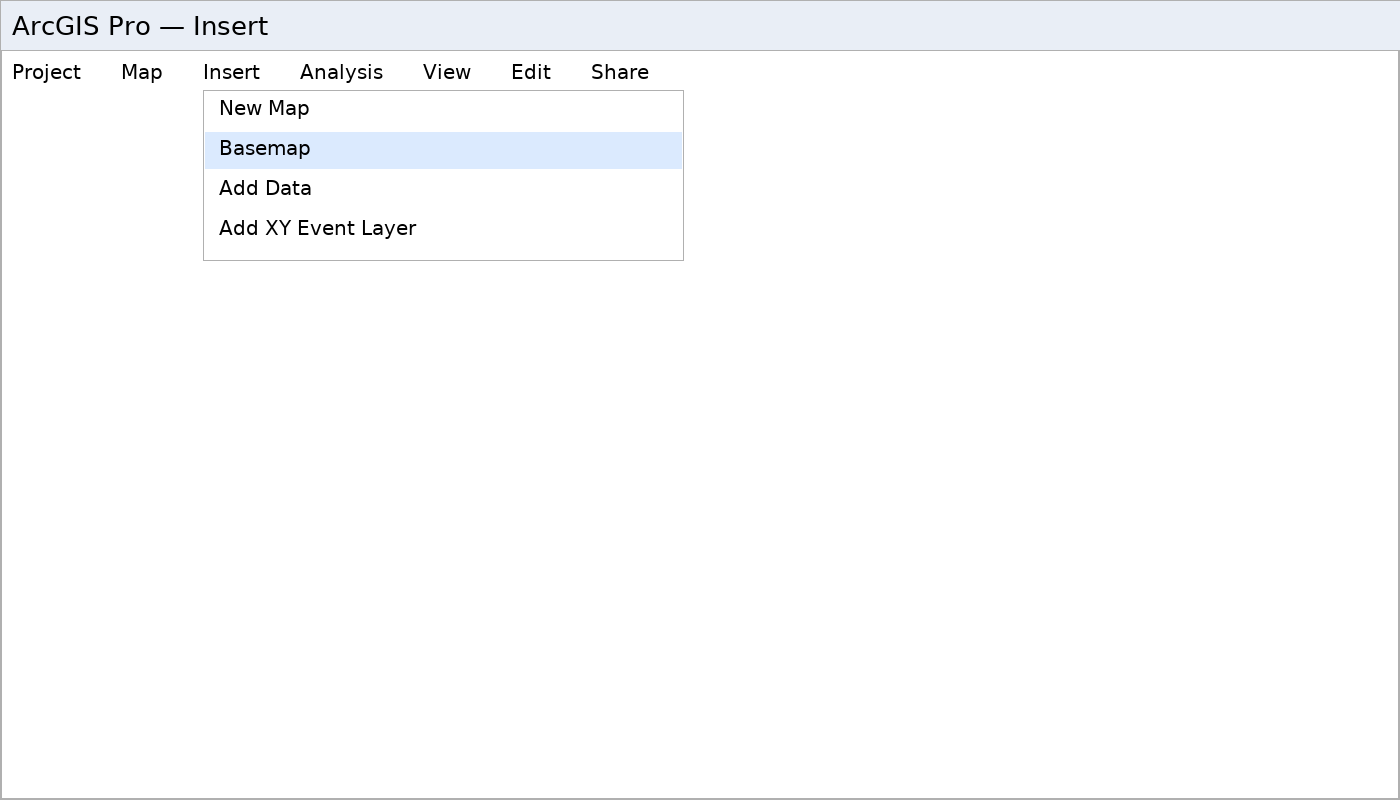 ArcGIS Pro — Insert
Project Map Insert Analysis View Edit Share
New Map
Basemap
Add Data
Add XY Event Layer